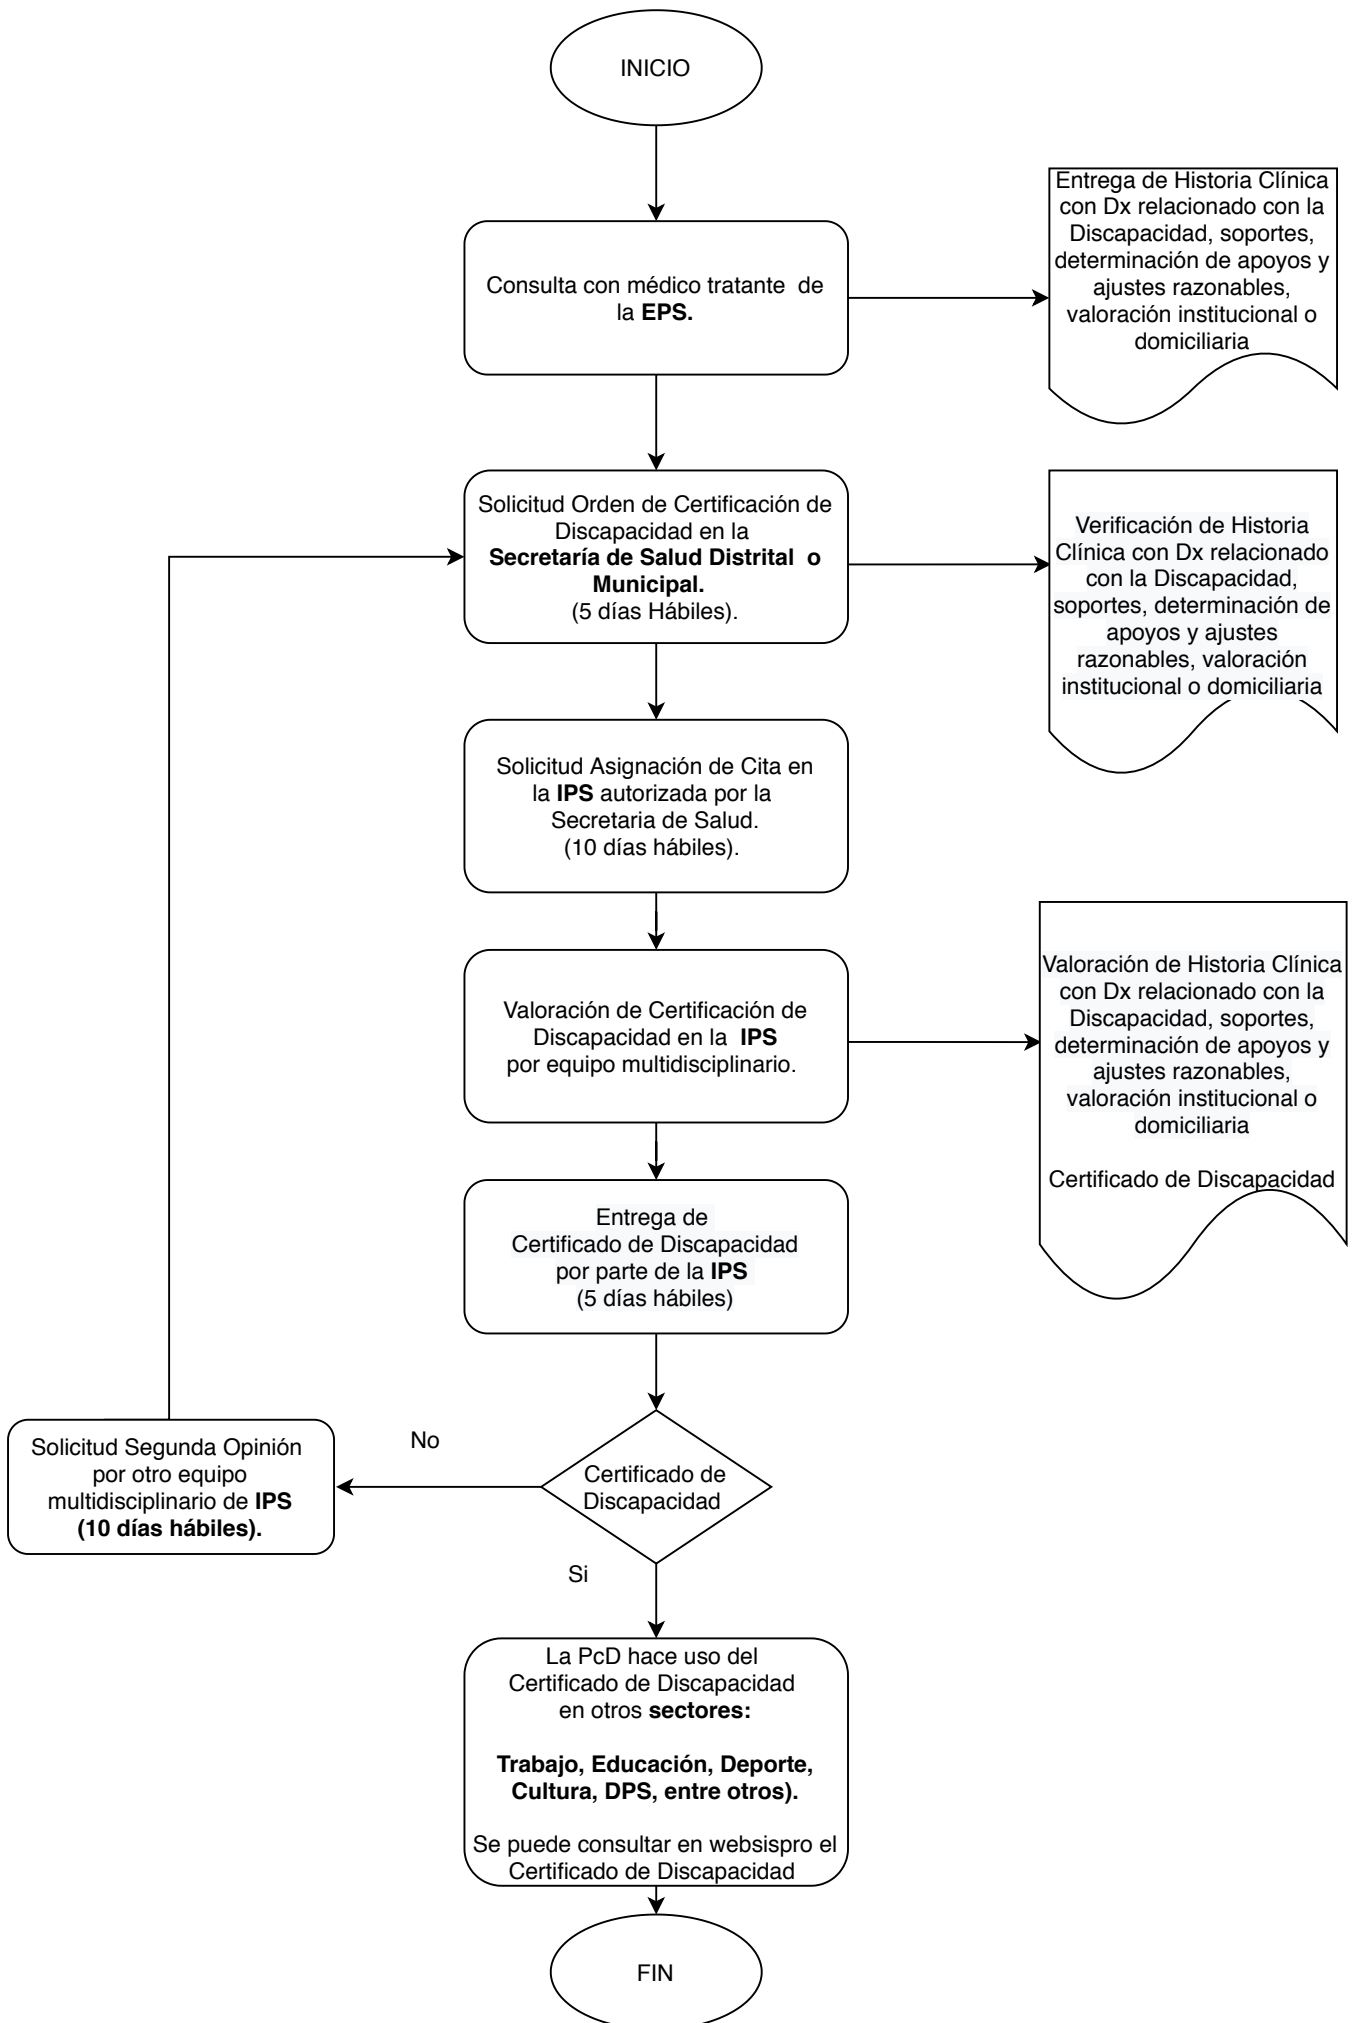 INICIO
Consulta con médico tratante  de
la EPS.
Entrega de Historia Clínica
con Dx relacionado con la
Discapacidad, soportes,
determinación de apoyos y
ajustes razonables,
valoración institucional o
domiciliaria
Solicitud Orden de Certificación de
Discapacidad en la
Secretaría de Salud Distrital  o
Municipal.
(5 días Hábiles).
Verificación de Historia
Clínica con Dx relacionado
con la Discapacidad,
soportes, determinación de
apoyos y ajustes
razonables, valoración
institucional o domiciliaria
Solicitud Asignación de Cita en
la IPS autorizada por la
Secretaria de Salud.
(10 días hábiles).
Valoración de Certificación de
Discapacidad en la  IPS
por equipo multidisciplinario.
Valoración de Historia Clínica
con Dx relacionado con la
Discapacidad, soportes,
determinación de apoyos y
ajustes razonables,
valoración institucional o
domiciliaria
Certificado de Discapacidad
Entrega de
Certificado de Discapacidad
por parte de la IPS
(5 días hábiles)
Certificado de
Discapacidad
No
Solicitud Segunda Opinión
por otro equipo
multidisciplinario de IPS
(10 días hábiles).
Si
La PcD hace uso del
Certificado de Discapacidad
en otros sectores:
Trabajo, Educación, Deporte,
Cultura, DPS, entre otros).
Se puede consultar en websispro el
Certificado de Discapacidad
FIN